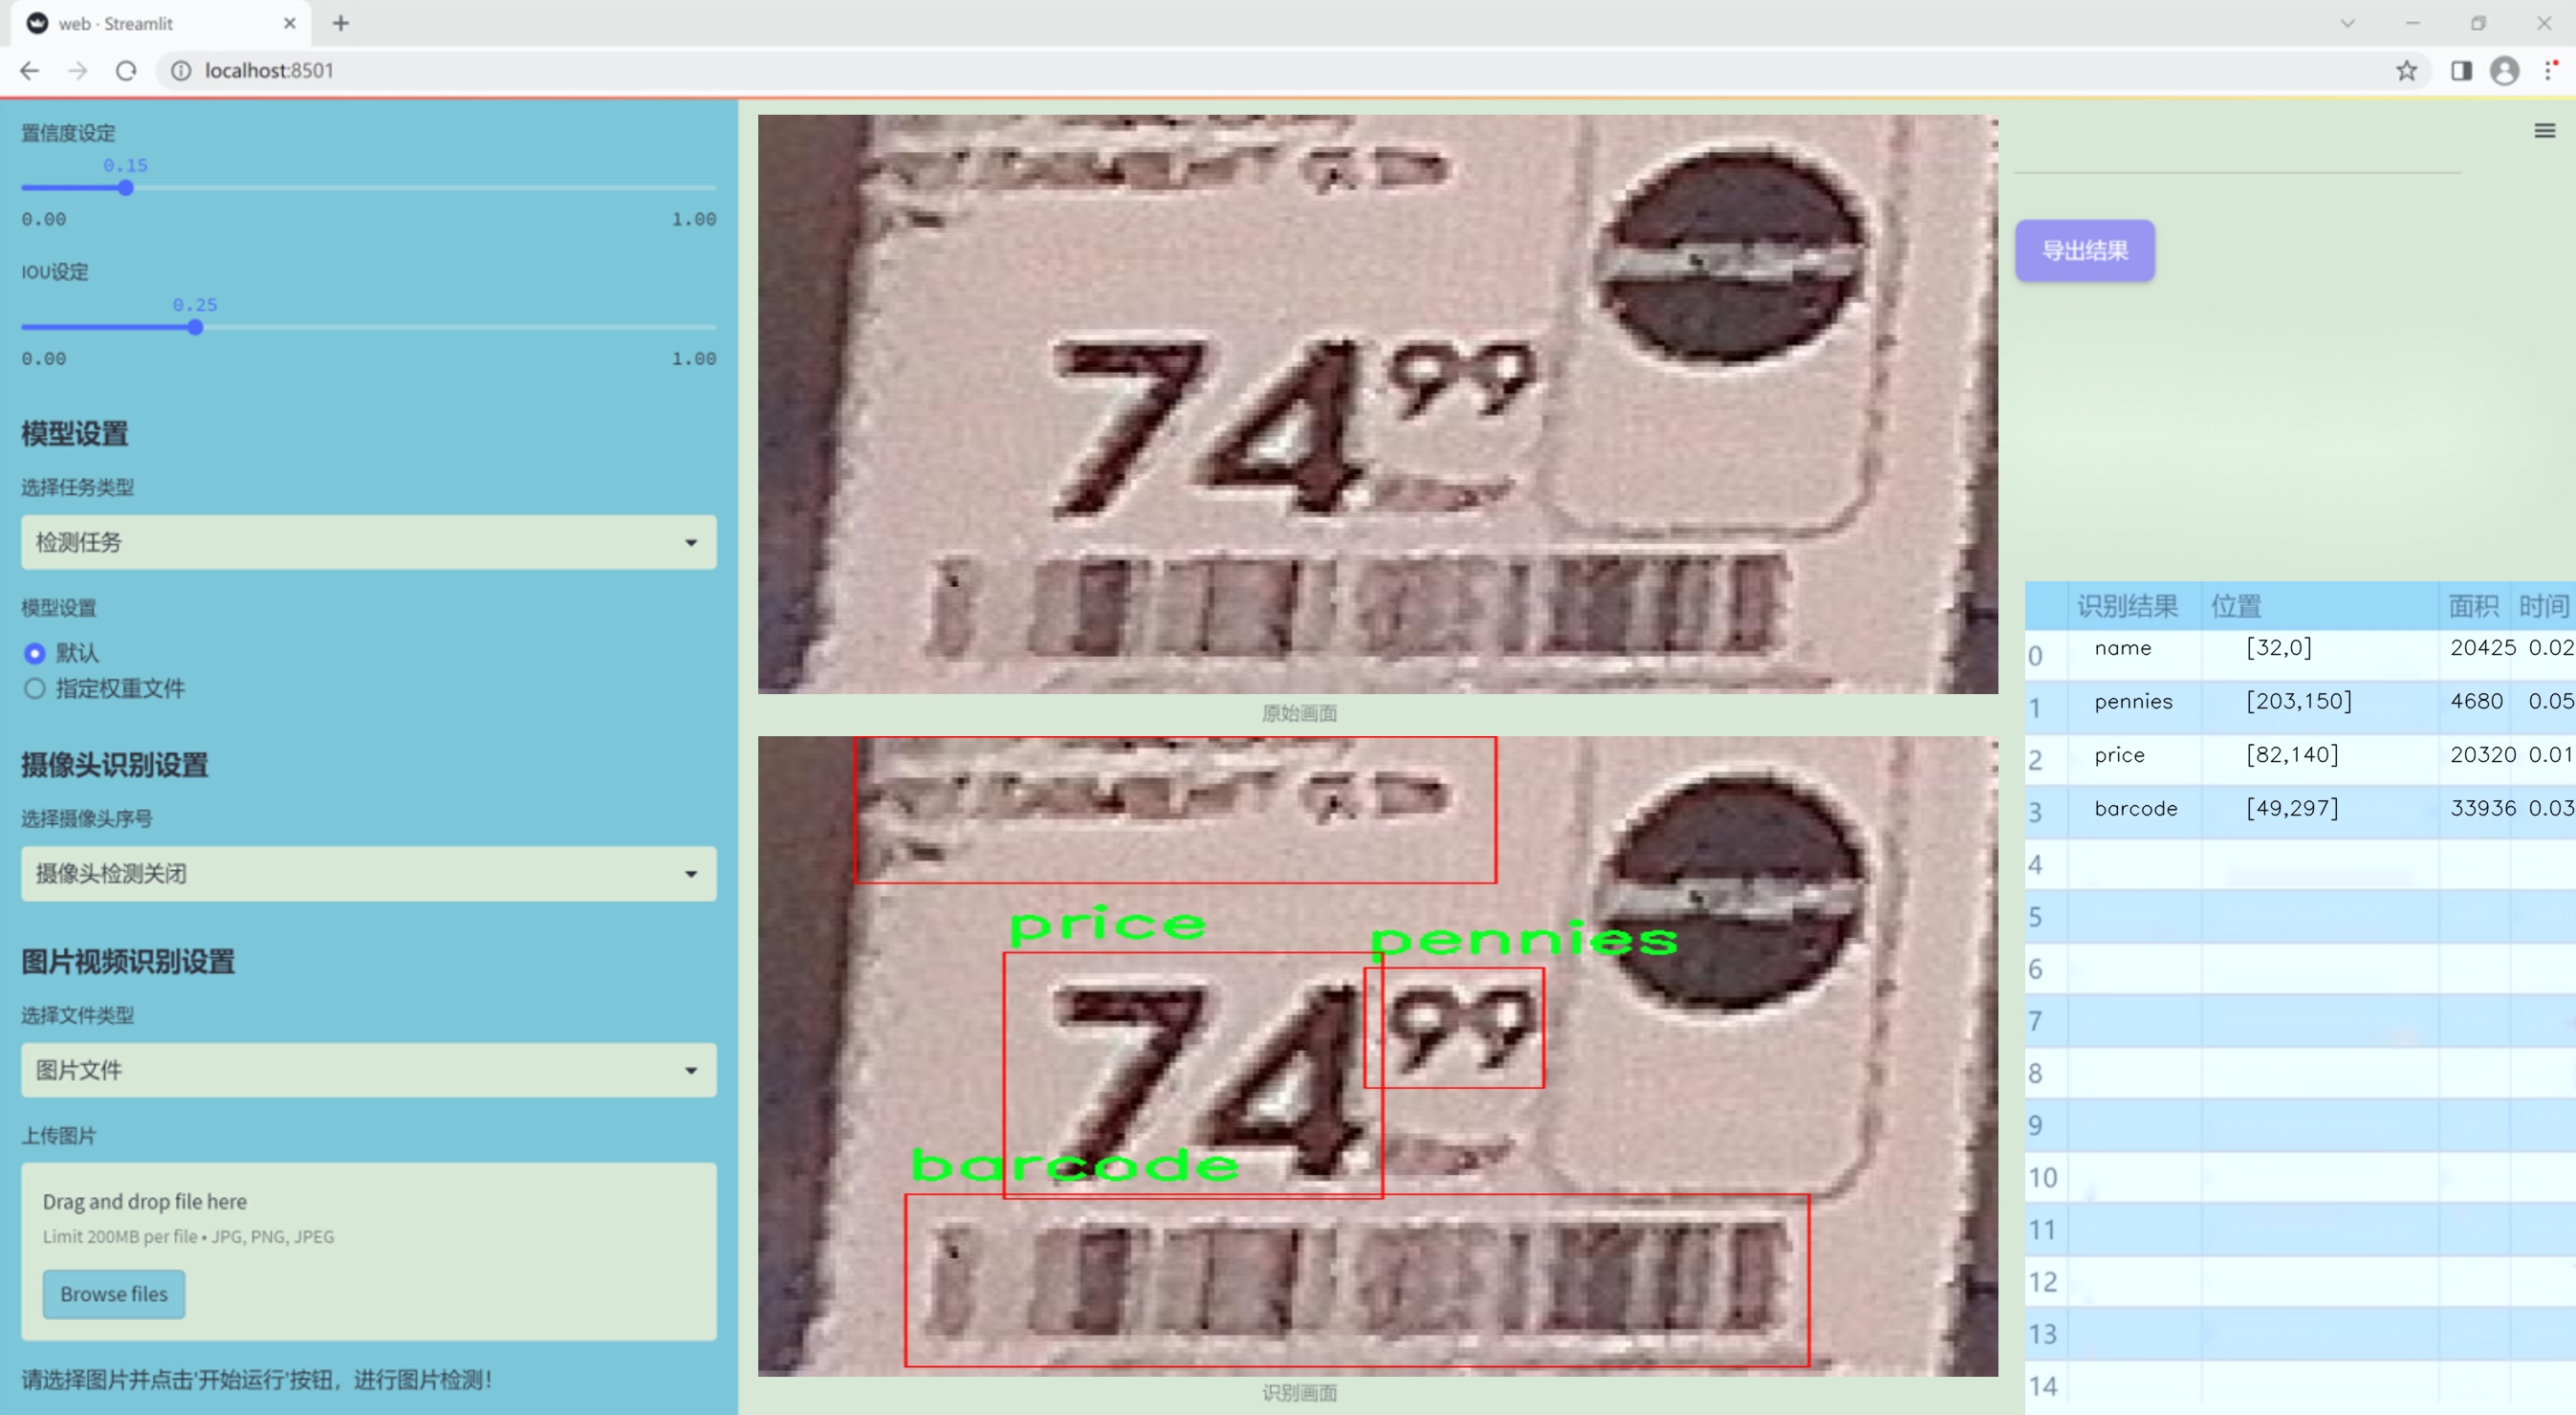 web · Streamlit
localhost:8501
置信度设定
0.15
0.00 1.00
IOU设定
0.25
0.00 1.00
模型设置
选择任务类型
检测任务
模型设置
默认
指定权重文件
摄像头识别设置
选择摄像头序号
摄像头检测关闭
图片视频识别设置
选择文件类型
图片文件
上传图片
Drag and drop file here
Limit 200MB per file • JPG, PNG, JPEG
Browse files
请选择图片并点击'开始运行'按钮，进行图片检测！
7499
原始画面
price
pennies
7499
barcode
识别画面
导出结果
识别结果 位置 面积 时间
0 name [32,0] 20425 0.02
1 pennies [203,150] 4680 0.05
2 price [82,140] 20320 0.01
3 barcode [49,297] 33936 0.03
4
5
6
7
8
9
10
11
12
13
14